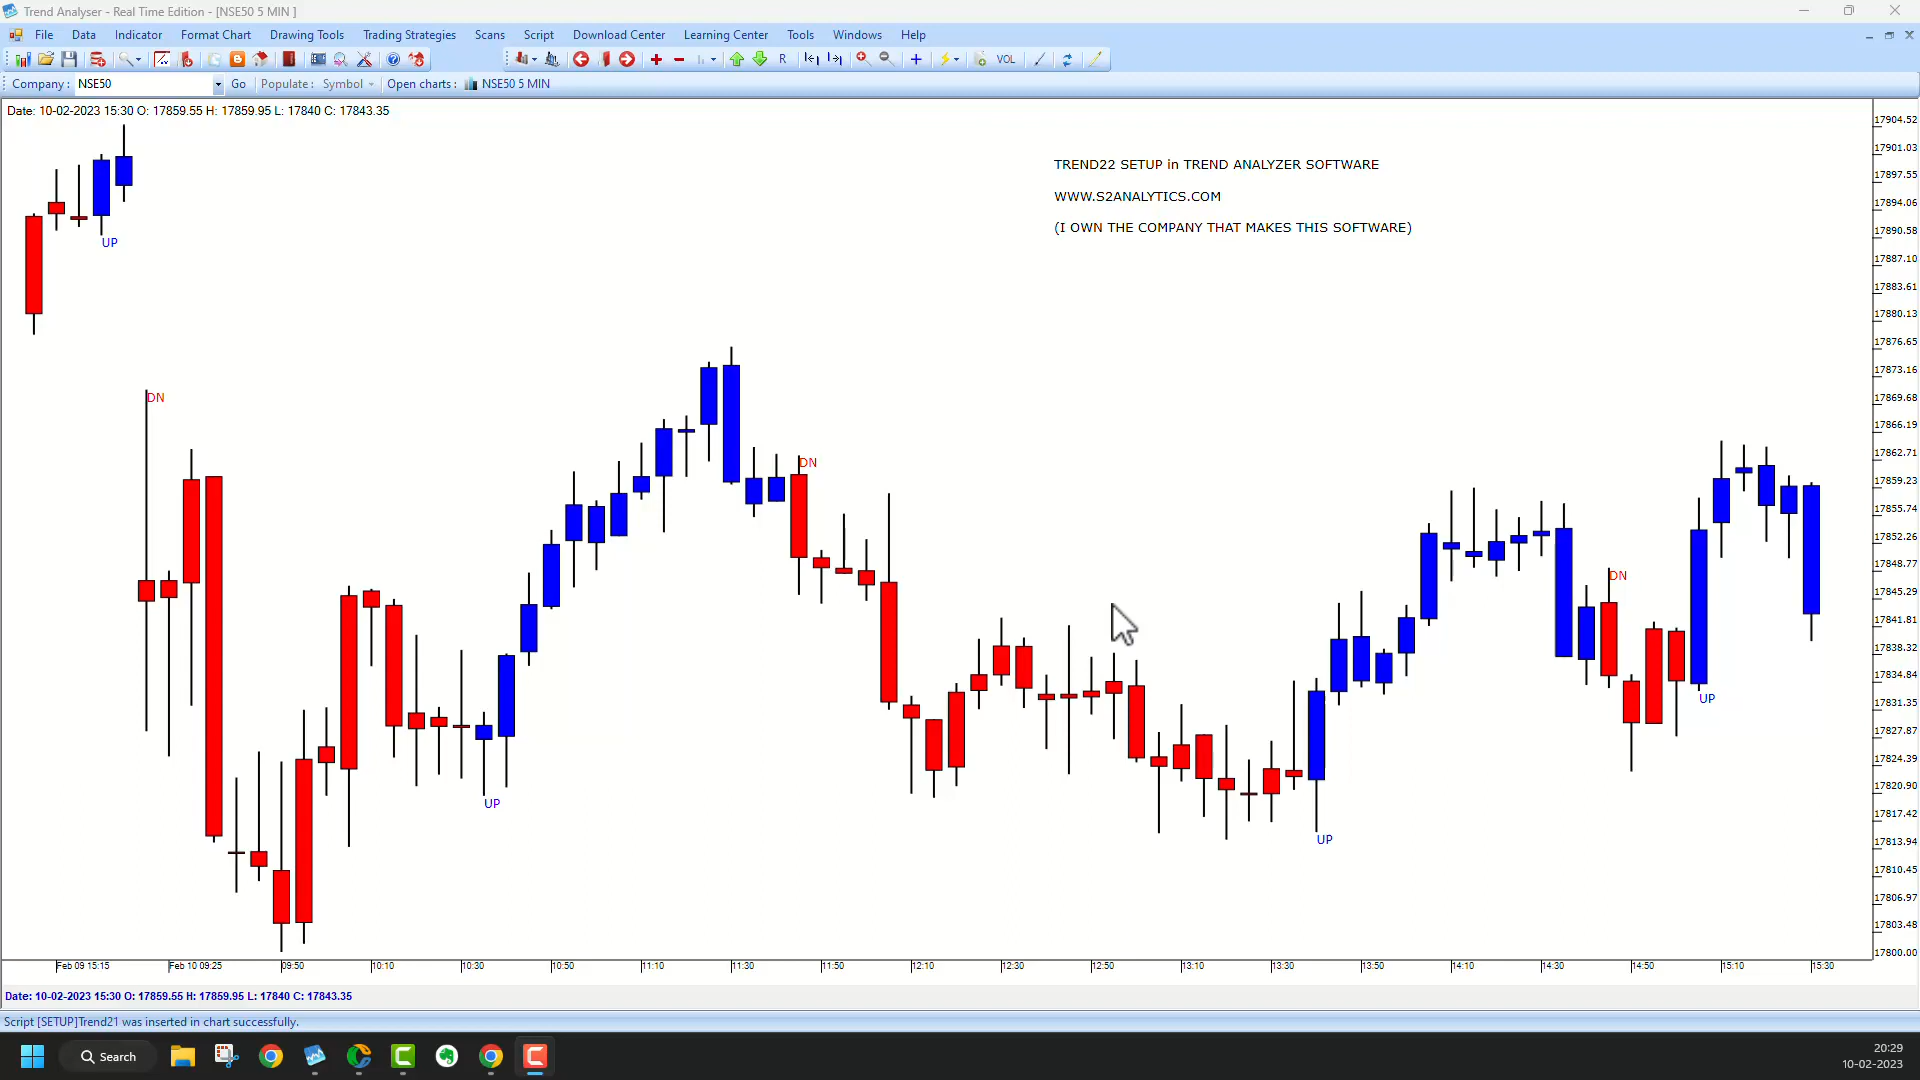 Trend Analyser - Real Time Edition - [NSE50 5 MIN ]
File Data Indicator Format Chart Drawing Tools Trading Strategies Scans Script Download Center Learning Center Tools Windows Help
R VOL
Company : NSE50 Go Populate : Symbol Open charts : NSE50 5 MIN
Date: 10-02-2023 15:30 O: 17859.55 H: 17859.95 L: 17840 C: 17843.35
TREND22 SETUP in TREND ANALYZER SOFTWARE
WWW.S2ANALYTICS.COM
(I OWN THE COMPANY THAT MAKES THIS SOFTWARE)
UP
DN
DN
DN
UP
UP
UP
17904.52
17901.03
17897.55
17894.06
17890.58
17887.10
17883.61
17880.13
17876.65
17873.16
17869.68
17866.19
17862.71
17859.23
17855.74
17852.26
17848.77
17845.29
17841.81
17838.32
17834.84
17831.35
17827.87
17824.39
17820.90
17817.42
17813.94
17810.45
17806.97
17803.48
17800.00
Feb 09 15:15 Feb 10 09:25 09:50 10:10 10:30 10:50 11:10 11:30 11:50 12:10 12:30 12:50 13:10 13:30 13:50 14:10 14:30 14:50 15:10 15:30
Date: 10-02-2023 15:30 O: 17859.55 H: 17859.95 L: 17840 C: 17843.35
Script [SETUP]Trend21 was inserted in chart successfully.
Search
20:29
10-02-2023